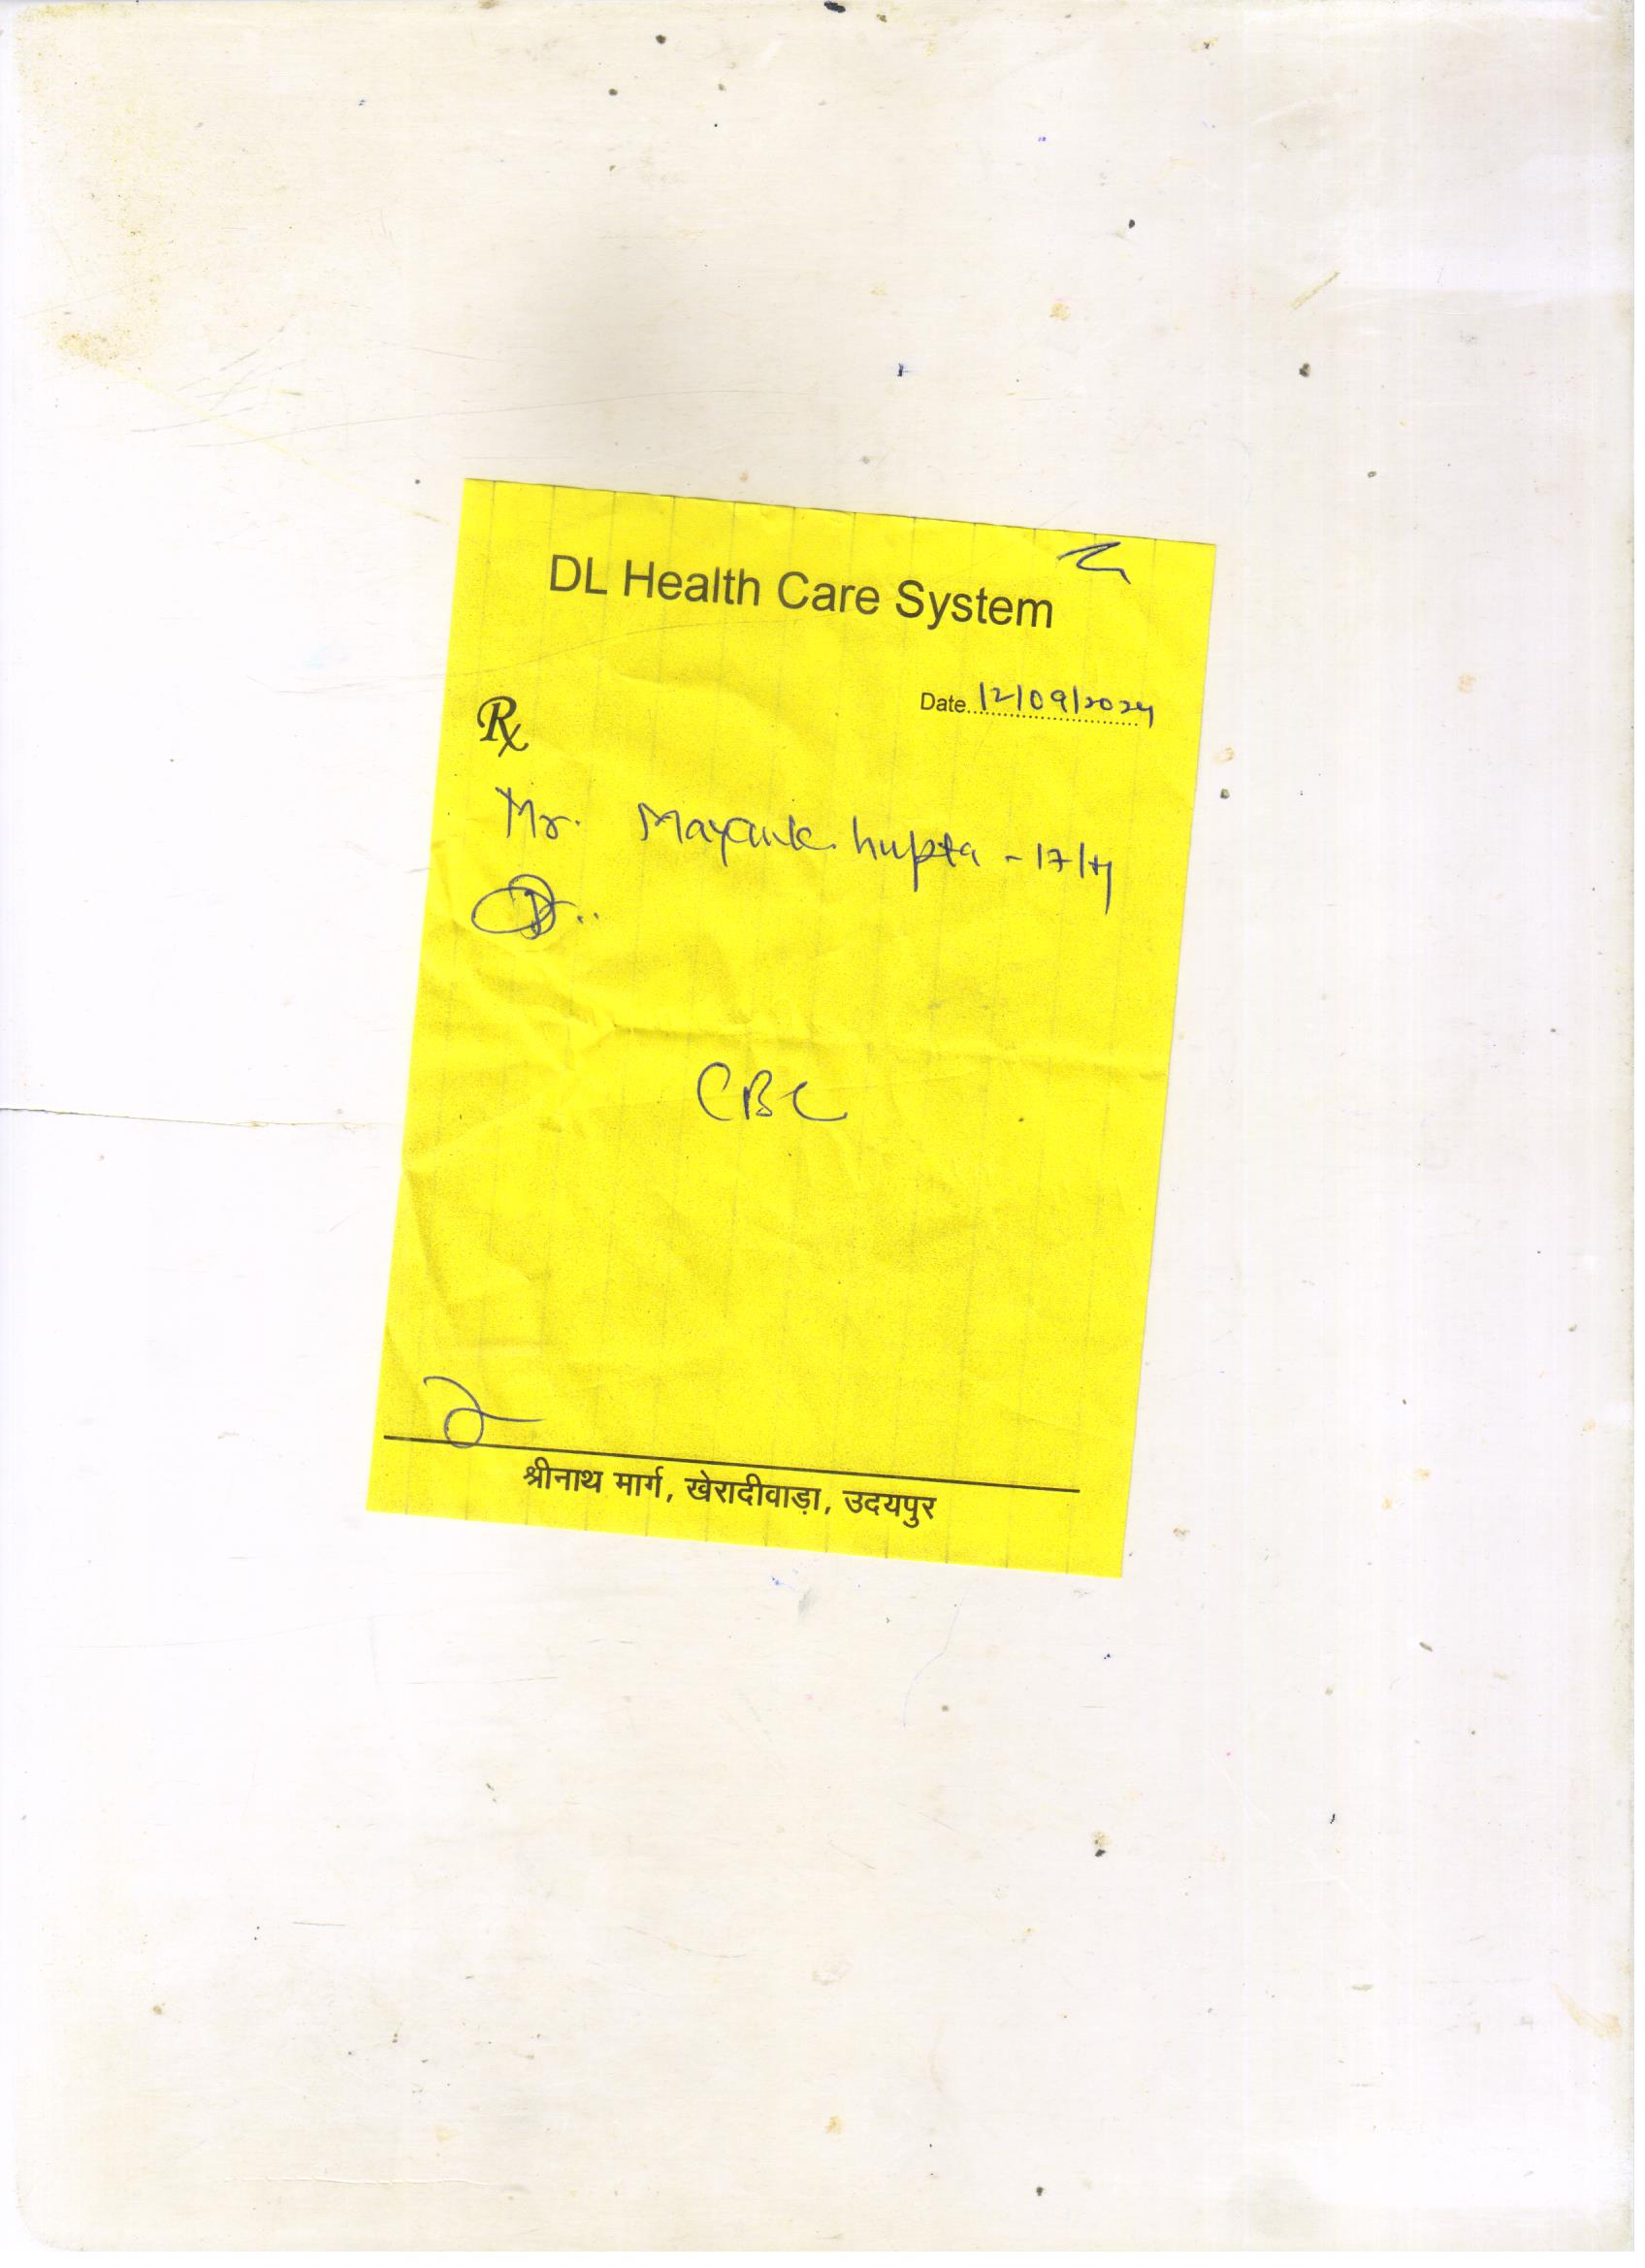 DL Health Care System
Date. 12/09/2024
Rx
Mr. Mayank Gupta - 17/M
CBC
श्रीनाथ मार्ग, खेरादीवाड़ा, उदयपुर